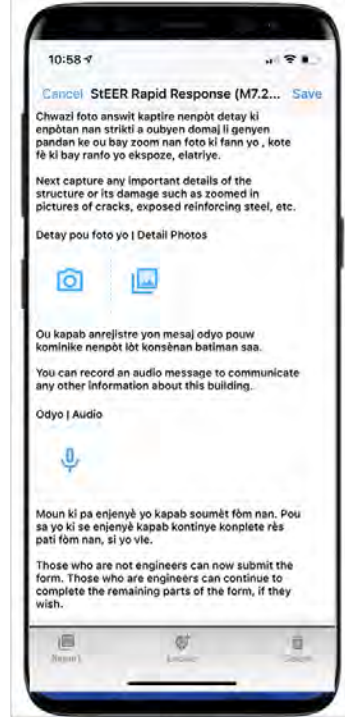 10:58
Cancel StEER Rapid Response (M7.2... Save
Chwazi foto answit kaptire nenpòt detay ki
enpòtan nan strikti a oubyen domaj li genyen
pandan ke ou bay zoom nan foto ki fann yo , kote
fè ki bay ranfo yo ekspoze, elatriye.
Next capture any important details of the
structure or its damage such as zoomed in
pictures of cracks, exposed reinforcing steel, etc.
Detay pou foto yo | Detail Photos
Ou kapab anrejistre yon mesaj odyo pouw
kominike nenpòt lòt konsènan batiman saa.
You can record an audio message to communicate
any other information about this building.
Odyo | Audio
Moun ki pa enjenyè yo kapab soumèt fòm nan. Pou
sa yo ki se enjenyè kapab kontinye konplete rès
pati fòm nan, si yo vle.
Those who are not engineers can now submit the
form. Those who are engineers can continue to
complete the remaining parts of the form, if they
wish.